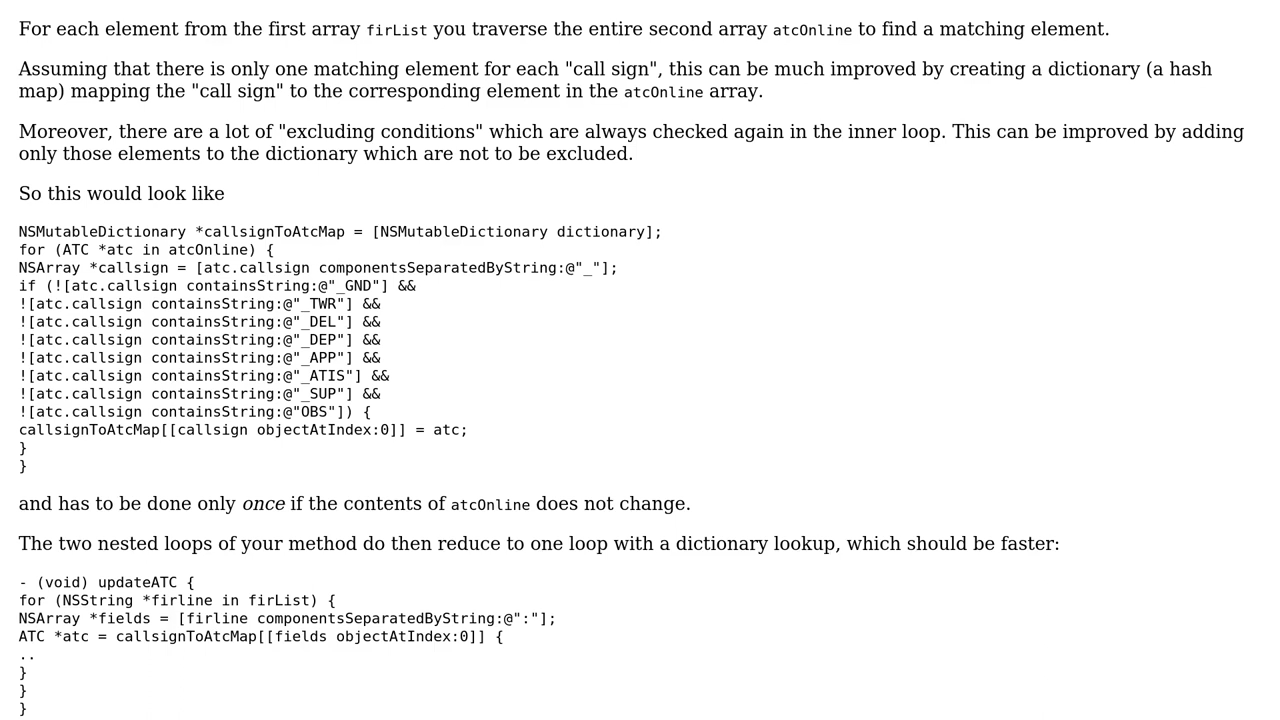 For each element from the first array firList you traverse the entire second array atcOnline to find a matching element.
Assuming that there is only one matching element for each "call sign", this can be much improved by creating a dictionary (a hash
map) mapping the "call sign" to the corresponding element in the atcOnline array.
Moreover, there are a lot of "excluding conditions" which are always checked again in the inner loop. This can be improved by adding
only those elements to the dictionary which are not to be excluded.
So this would look like
NSMutableDictionary *callsignToAtcMap = [NSMutableDictionary dictionary];
for (ATC *atc in atcOnline) {
NSArray *callsign = [atc.callsign componentsSeparatedByString:@"_"];
if (![atc.callsign containsString:@"_GND"] &&
![atc.callsign containsString:@"_TWR"] &&
![atc.callsign containsString:@"_DEL"] &&
![atc.callsign containsString:@"_DEP"] &&
![atc.callsign containsString:@"_APP"] &&
![atc.callsign containsString:@"_ATIS"] &&
![atc.callsign containsString:@"_SUP"] &&
![atc.callsign containsString:@"OBS"]) {
callsignToAtcMap[[callsign objectAtIndex:0]] = atc;
}
}
and has to be done only once if the contents of atcOnline does not change.
The two nested loops of your method do then reduce to one loop with a dictionary lookup, which should be faster:
- (void) updateATC {
for (NSString *firline in firList) {
NSArray *fields = [firline componentsSeparatedByString:@":"];
ATC *atc = callsignToAtcMap[[fields objectAtIndex:0]] {
..
}
}
}